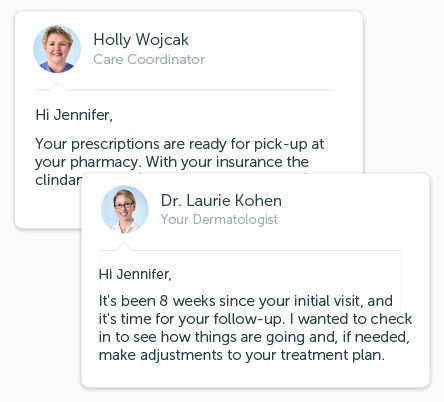 Holly Wojcak
Care Coordinator
Hi Jennifer,
Your prescriptions are ready for pick-up at
your pharmacy. With your insurance the
Dr. Laurie Kohen
Your Dermatologist
Hi Jennifer,
It's been 8 weeks since your initial visit, and
it's time for your follow-up. I wanted to check
in to see how things are going and, if needed,
make adjustments to your treatment plan.